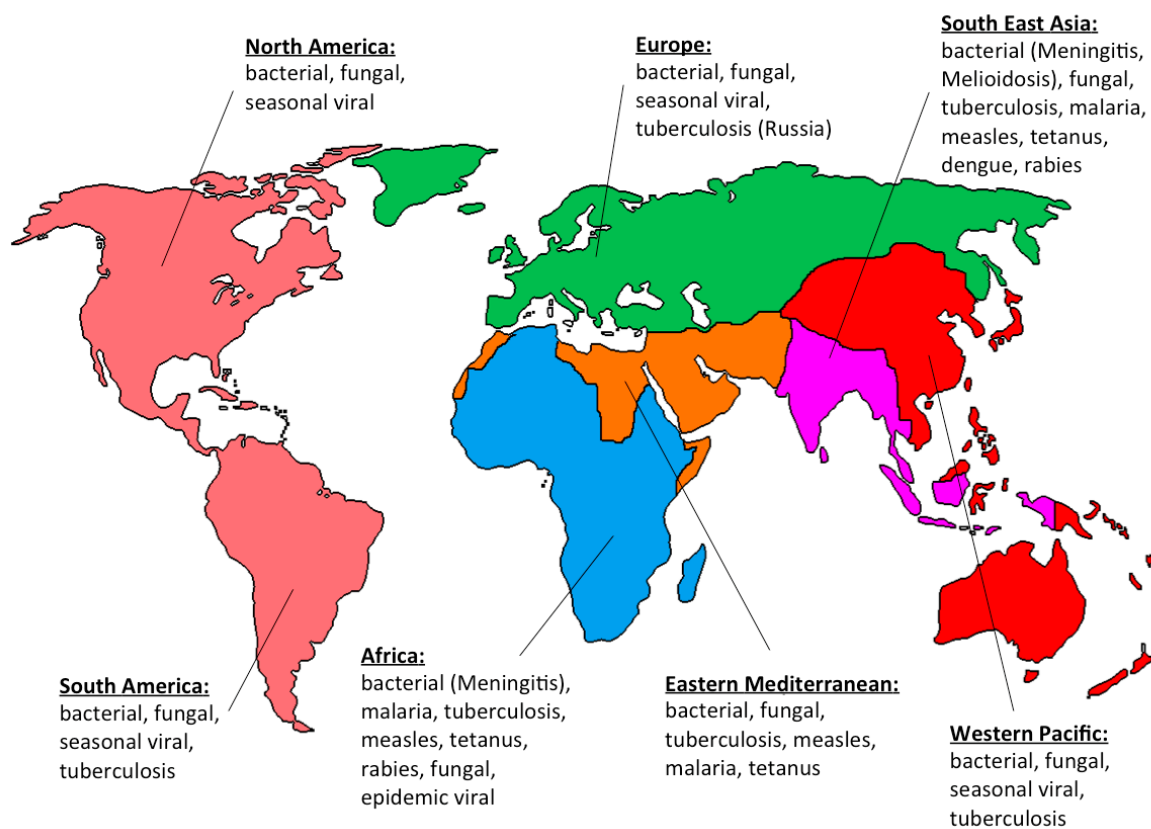 North America:
bacterial, fungal,
seasonal viral
Europe:
bacterial, fungal,
seasonal viral,
tuberculosis (Russia)
South East Asia:
bacterial (Meningitis,
Melioidosis), fungal,
tuberculosis, malaria,
measles, tetanus,
dengue, rabies
South America:
bacterial, fungal,
seasonal viral,
tuberculosis
Africa:
bacterial (Meningitis),
malaria, tuberculosis,
measles, tetanus,
rabies, fungal,
epidemic viral
Eastern Mediterranean:
bacterial, fungal,
tuberculosis, measles,
malaria, tetanus
Western Pacific:
bacterial, fungal,
seasonal viral,
tuberculosis